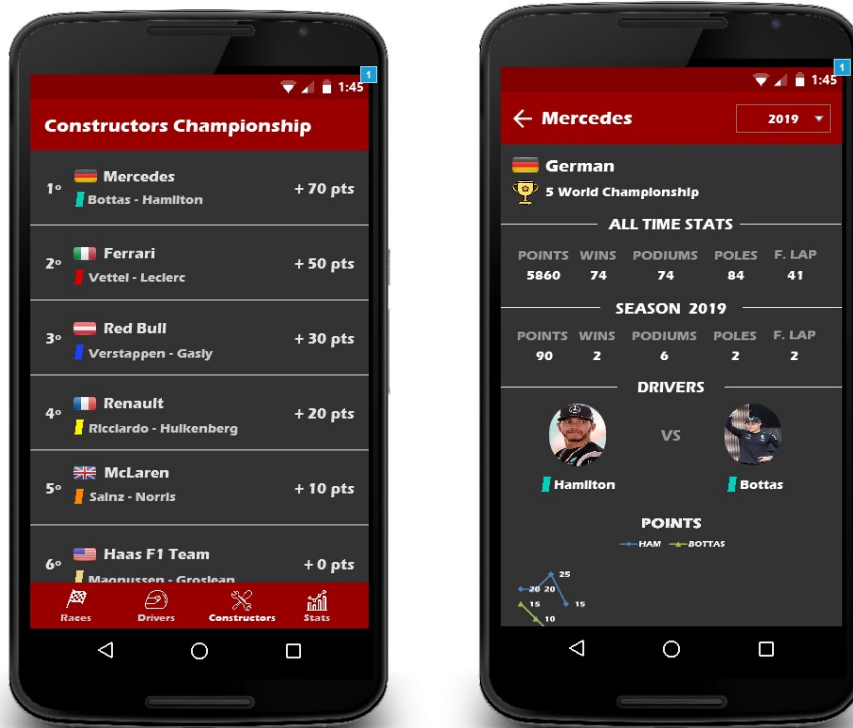 1
1:45
Constructors Championship
1º Mercedes + 70 pts
Bottas - Hamilton
2º Ferrari + 50 pts
Vettel - Leclerc
3º Red Bull + 30 pts
Verstappen - Gasly
4º Renault + 20 pts
Ricciardo - Hulkenberg
5º McLaren + 10 pts
Sainz - Norris
6º Haas F1 Team + 0 pts
Magnussen - Grosjean
Races Drivers Constructors Stats
1
1:45
Mercedes 2019
German
5 World Championship
ALL TIME STATS
POINTS WINS PODIUMS POLES F. LAP
5860 74 74 84 41
SEASON 2019
POINTS WINS PODIUMS POLES F. LAP
90 2 6 2 2
DRIVERS
VS
Hamilton Bottas
POINTS
HAM BOTTAS
25
20 20
15 15
10